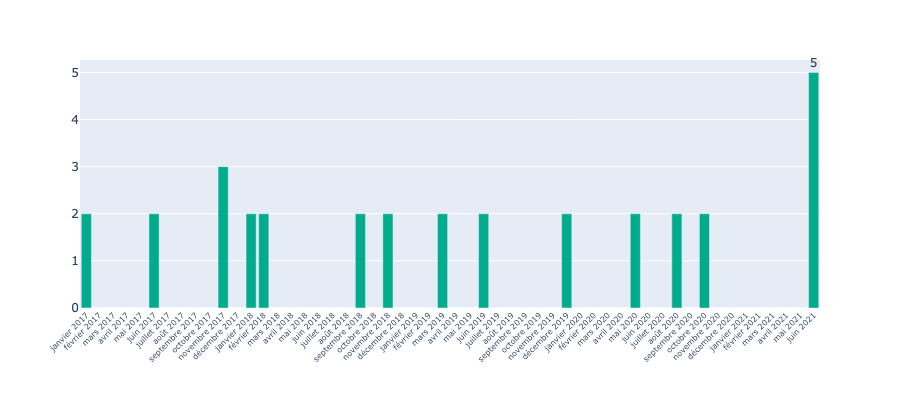 5
5
4
3
2
1
0
janvier 2017
février 2017
mars 2017
avril 2017
mai 2017
juin 2017
juillet 2017
août 2017
septembre 2017
octobre 2017
novembre 2017
décembre 2017
janvier 2018
février 2018
mars 2018
avril 2018
mai 2018
juin 2018
juillet 2018
août 2018
septembre 2018
octobre 2018
novembre 2018
décembre 2018
janvier 2019
février 2019
mars 2019
avril 2019
mai 2019
juin 2019
juillet 2019
août 2019
septembre 2019
octobre 2019
novembre 2019
décembre 2019
janvier 2020
février 2020
mars 2020
avril 2020
mai 2020
juin 2020
juillet 2020
août 2020
septembre 2020
octobre 2020
novembre 2020
décembre 2020
janvier 2021
février 2021
mars 2021
avril 2021
mai 2021
juin 2021